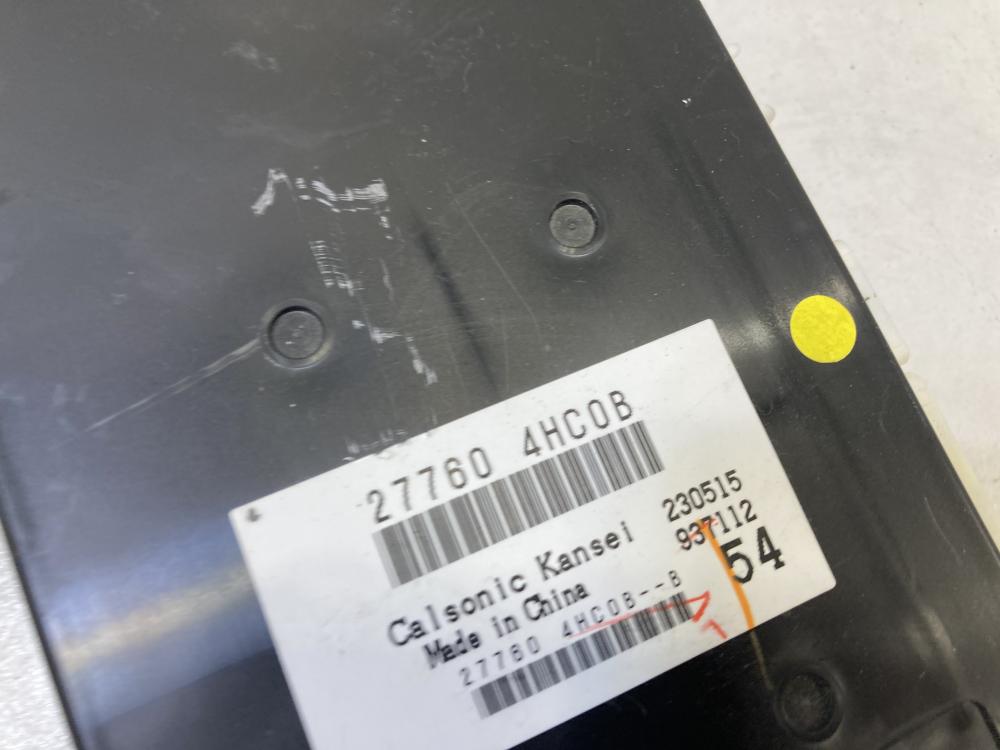 27760 4HC0B
230515
Calsonic Kansei 937112
Made in China 54
27760 4HC0B--B